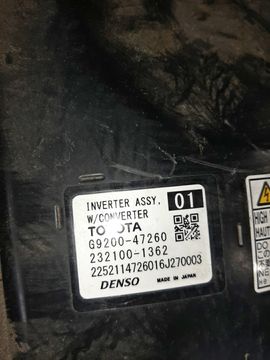 INVERTER ASSY, 01
W/CONVERTER
TOYOTA
G9200-47260
232100-1362
2252114726016J270003
DENSO MADE IN JAPAN
HIGH